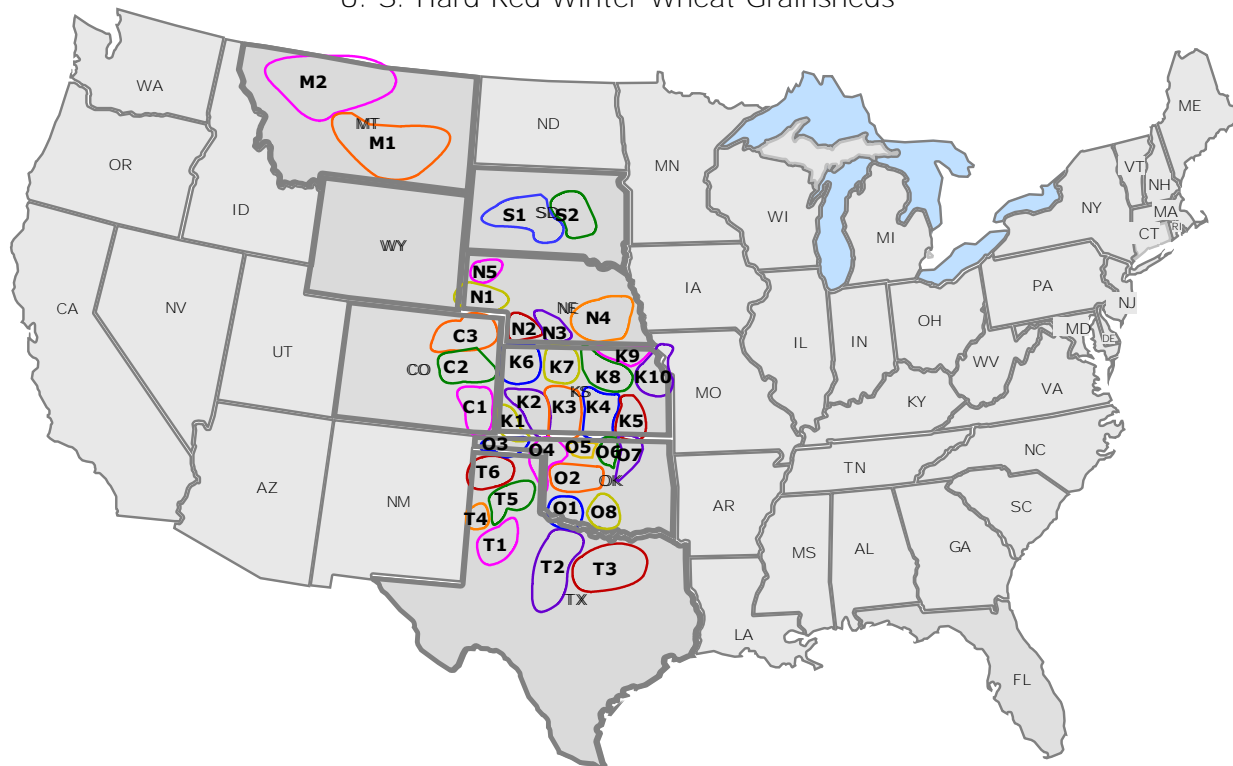 U. S. Hard Red Winter Wheat Grainsheds
WA
MT
ND
MN
ME
OR
ID
WY
SD
WI
MI
VT
NH
NY
MA
CT
RI
CA
NV
UT
CO
NE
IA
IL
IN
OH
PA
NJ
MD
DE
WV
VA
KS
MO
KY
AZ
NM
OK
AR
TN
NC
SC
TX
LA
MS
AL
GA
FL
M2
M1
S1
S2
N5
N1
N2
N3
N4
C3
C2
C1
K6
K7
K8
K9
K10
K1
K2
K3
K4
K5
O3
O4
O5
O6
O7
O2
O1
O8
T6
T5
T4
T1
T2
T3